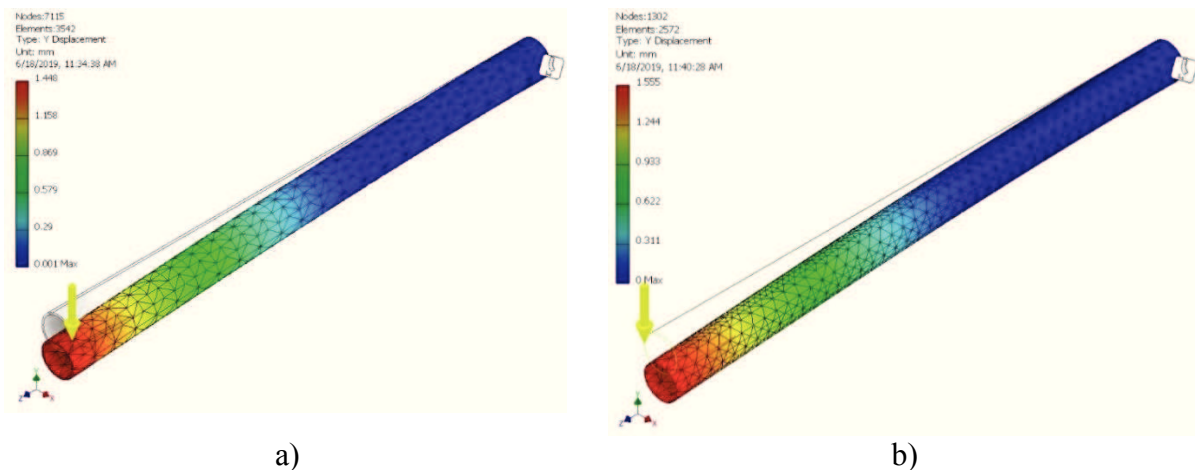 Nodes:7115
Elements:3542
Type: Y Displacement
Unit: mm
6/18/2019, 11:34:38 AM
1.448
1.158
0.869
0.579
0.29
0.001 Max
Y
Z
X
a)
Nodes:1302
Elements:2572
Type: Y Displacement
Unit: mm
6/18/2019, 11:40:28 AM
1.555
1.244
0.933
0.622
0.311
0 Max
Y
Z
X
b)